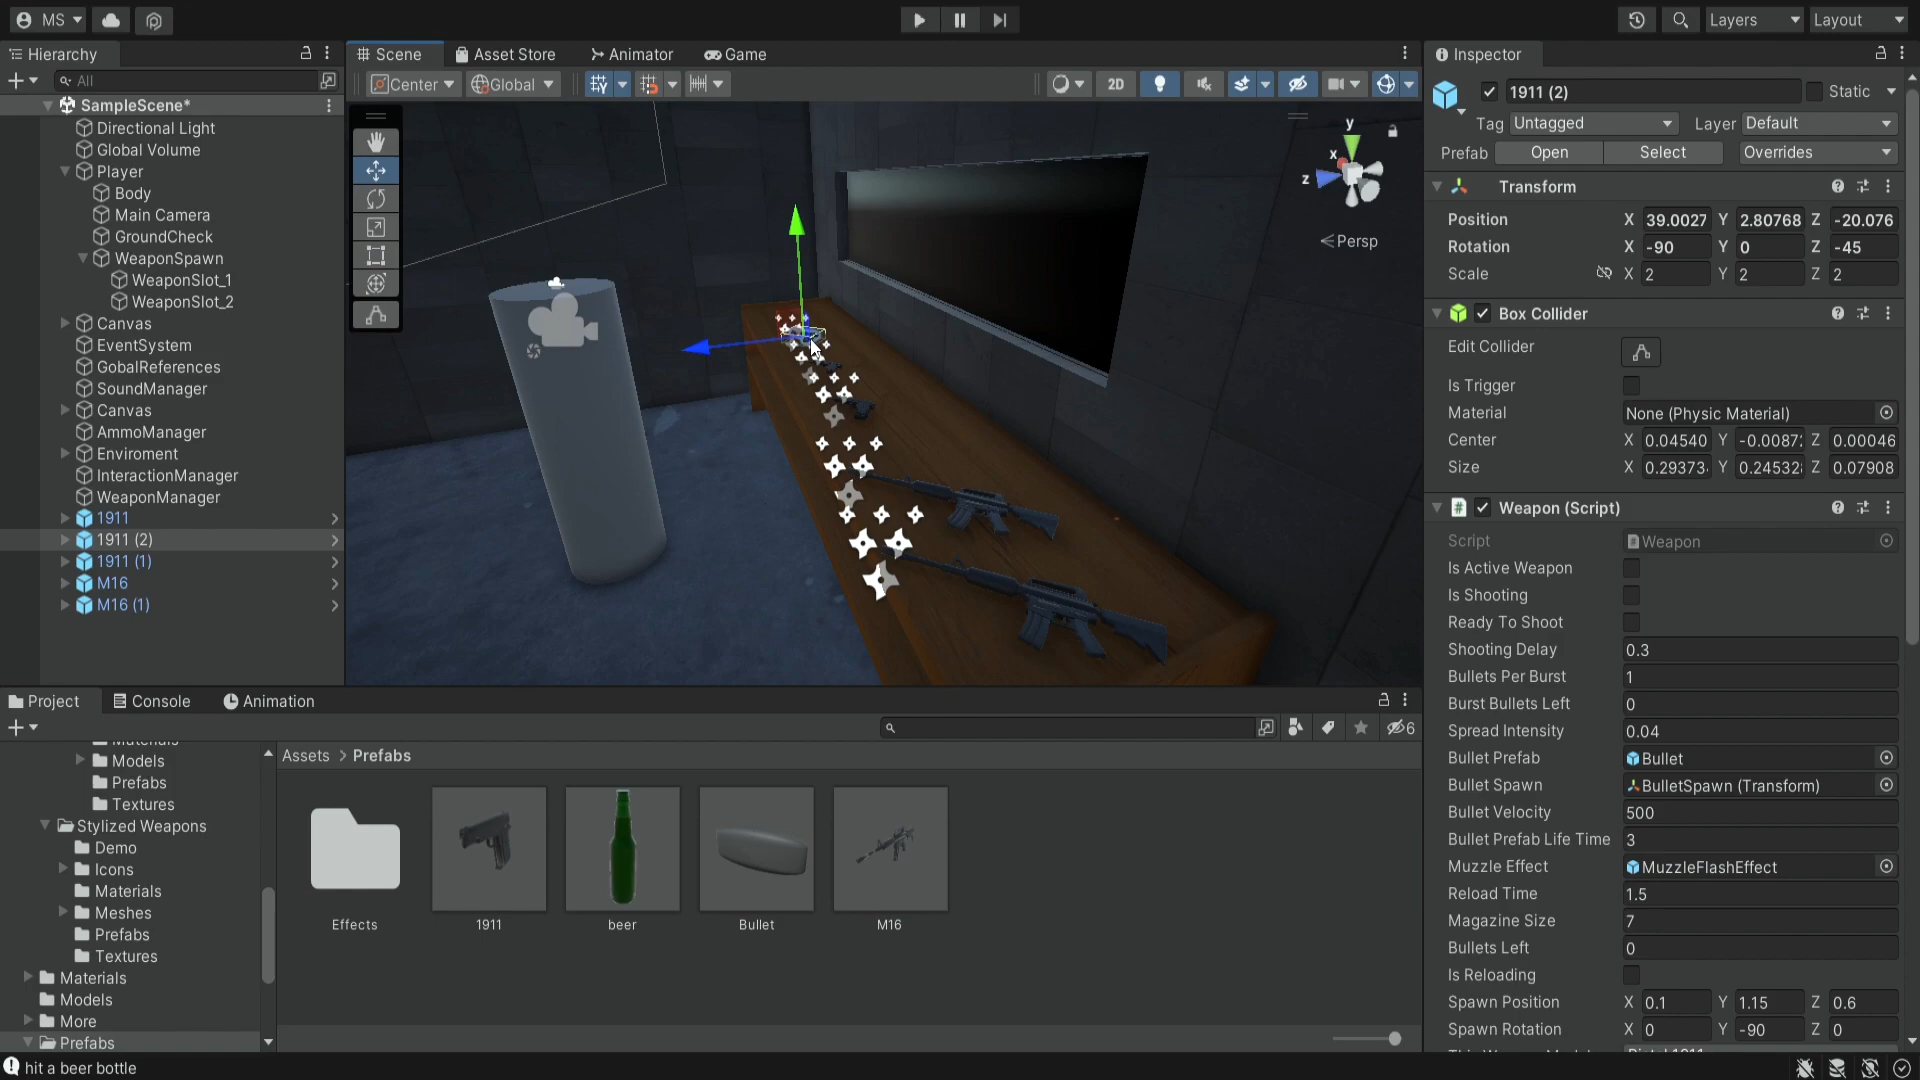 MS
Layers
Layout
Hierarchy
All
SampleScene*
Directional Light
Global Volume
Player
Body
Main Camera
GroundCheck
WeaponSpawn
WeaponSlot_1
WeaponSlot_2
Canvas
EventSystem
GobalReferences
SoundManager
Canvas
AmmoManager
Enviroment
InteractionManager
WeaponManager
1911
1911 (2)
1911 (1)
M16
M16 (1)
Scene
Asset Store
Animator
Game
Center
Global
2D
y
x
z
Persp
Inspector
1911 (2)
Static
Tag Untagged Layer Default
Prefab Open Select Overrides
Transform
Position X 39.0027 Y 2.80768 Z -20.076
Rotation X -90 Y 0 Z -45
Scale X 2 Y 2 Z 2
Box Collider
Edit Collider
Is Trigger
Material None (Physic Material)
Center X 0.04540 Y -0.0087 Z 0.00046
Size X 0.29373 Y 0.24532 Z 0.07908
# Weapon (Script)
Script Weapon
Is Active Weapon
Is Shooting
Ready To Shoot
Shooting Delay 0.3
Bullets Per Burst 1
Burst Bullets Left 0
Spread Intensity 0.04
Bullet Prefab Bullet
Bullet Spawn BulletSpawn (Transform)
Bullet Velocity 500
Bullet Prefab Life Time 3
Muzzle Effect MuzzleFlashEffect
Reload Time 1.5
Magazine Size 7
Bullets Left 0
Is Reloading
Spawn Position X 0.1 Y 1.15 Z 0.6
Spawn Rotation X 0 Y -90 Z 0
Project
Console
Animation
6
Materials
Models
Prefabs
Textures
Stylized Weapons
Demo
Icons
Materials
Meshes
Prefabs
Textures
Materials
Models
More
Prefabs
Assets > Prefabs
Effects
1911
beer
Bullet
M16
hit a beer bottle